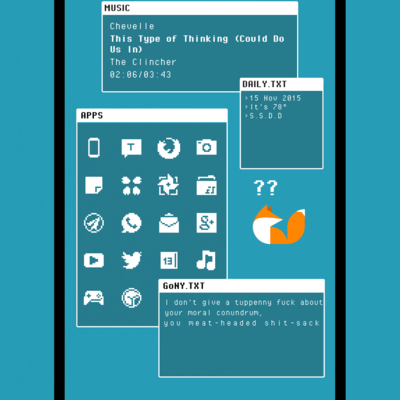 MUSIC
Chevelle
This Type of Thinking (Could Do
Us In)
The Clincher
02:06/03:43
DAILY.TXT
>15 Nov 2015
>It's 78°
>S.S.D.D
APPS
T
g+
13
??
GoNY.TXT
I don't give a tuppenny fuck about
your moral conundrum,
you meat-headed shit-sack